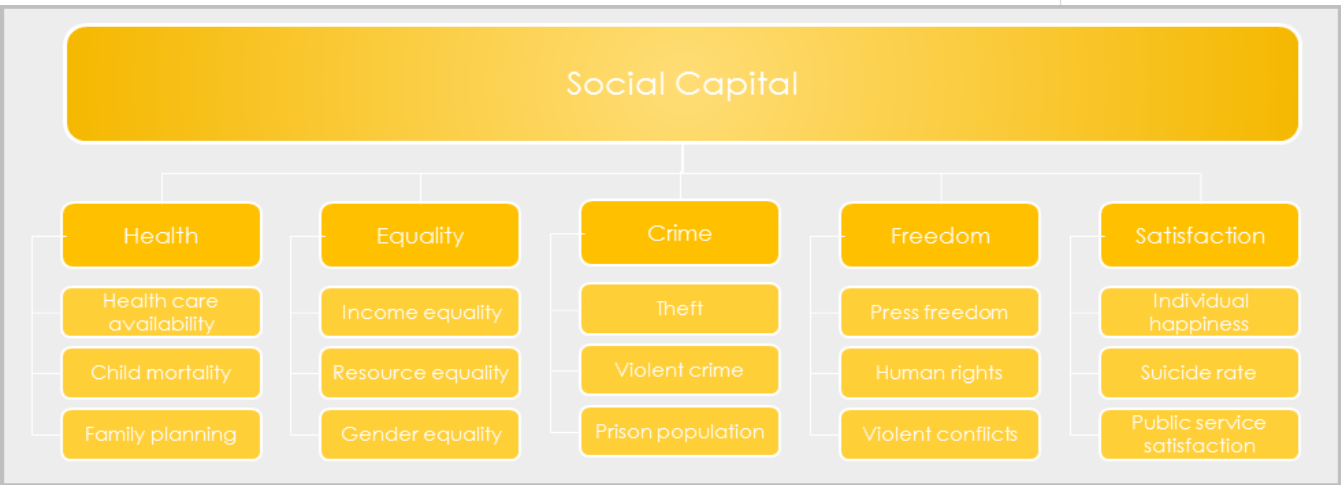 Social Capital
Health
Health care
availability
Child mortality
Family planning
Equality
Income equality
Resource equality
Gender equality
Crime
Theft
Violent crime
Prison population
Freedom
Press freedom
Human rights
Violent conflicts
Satisfaction
Individual
happiness
Suicide rate
Public service
satisfaction